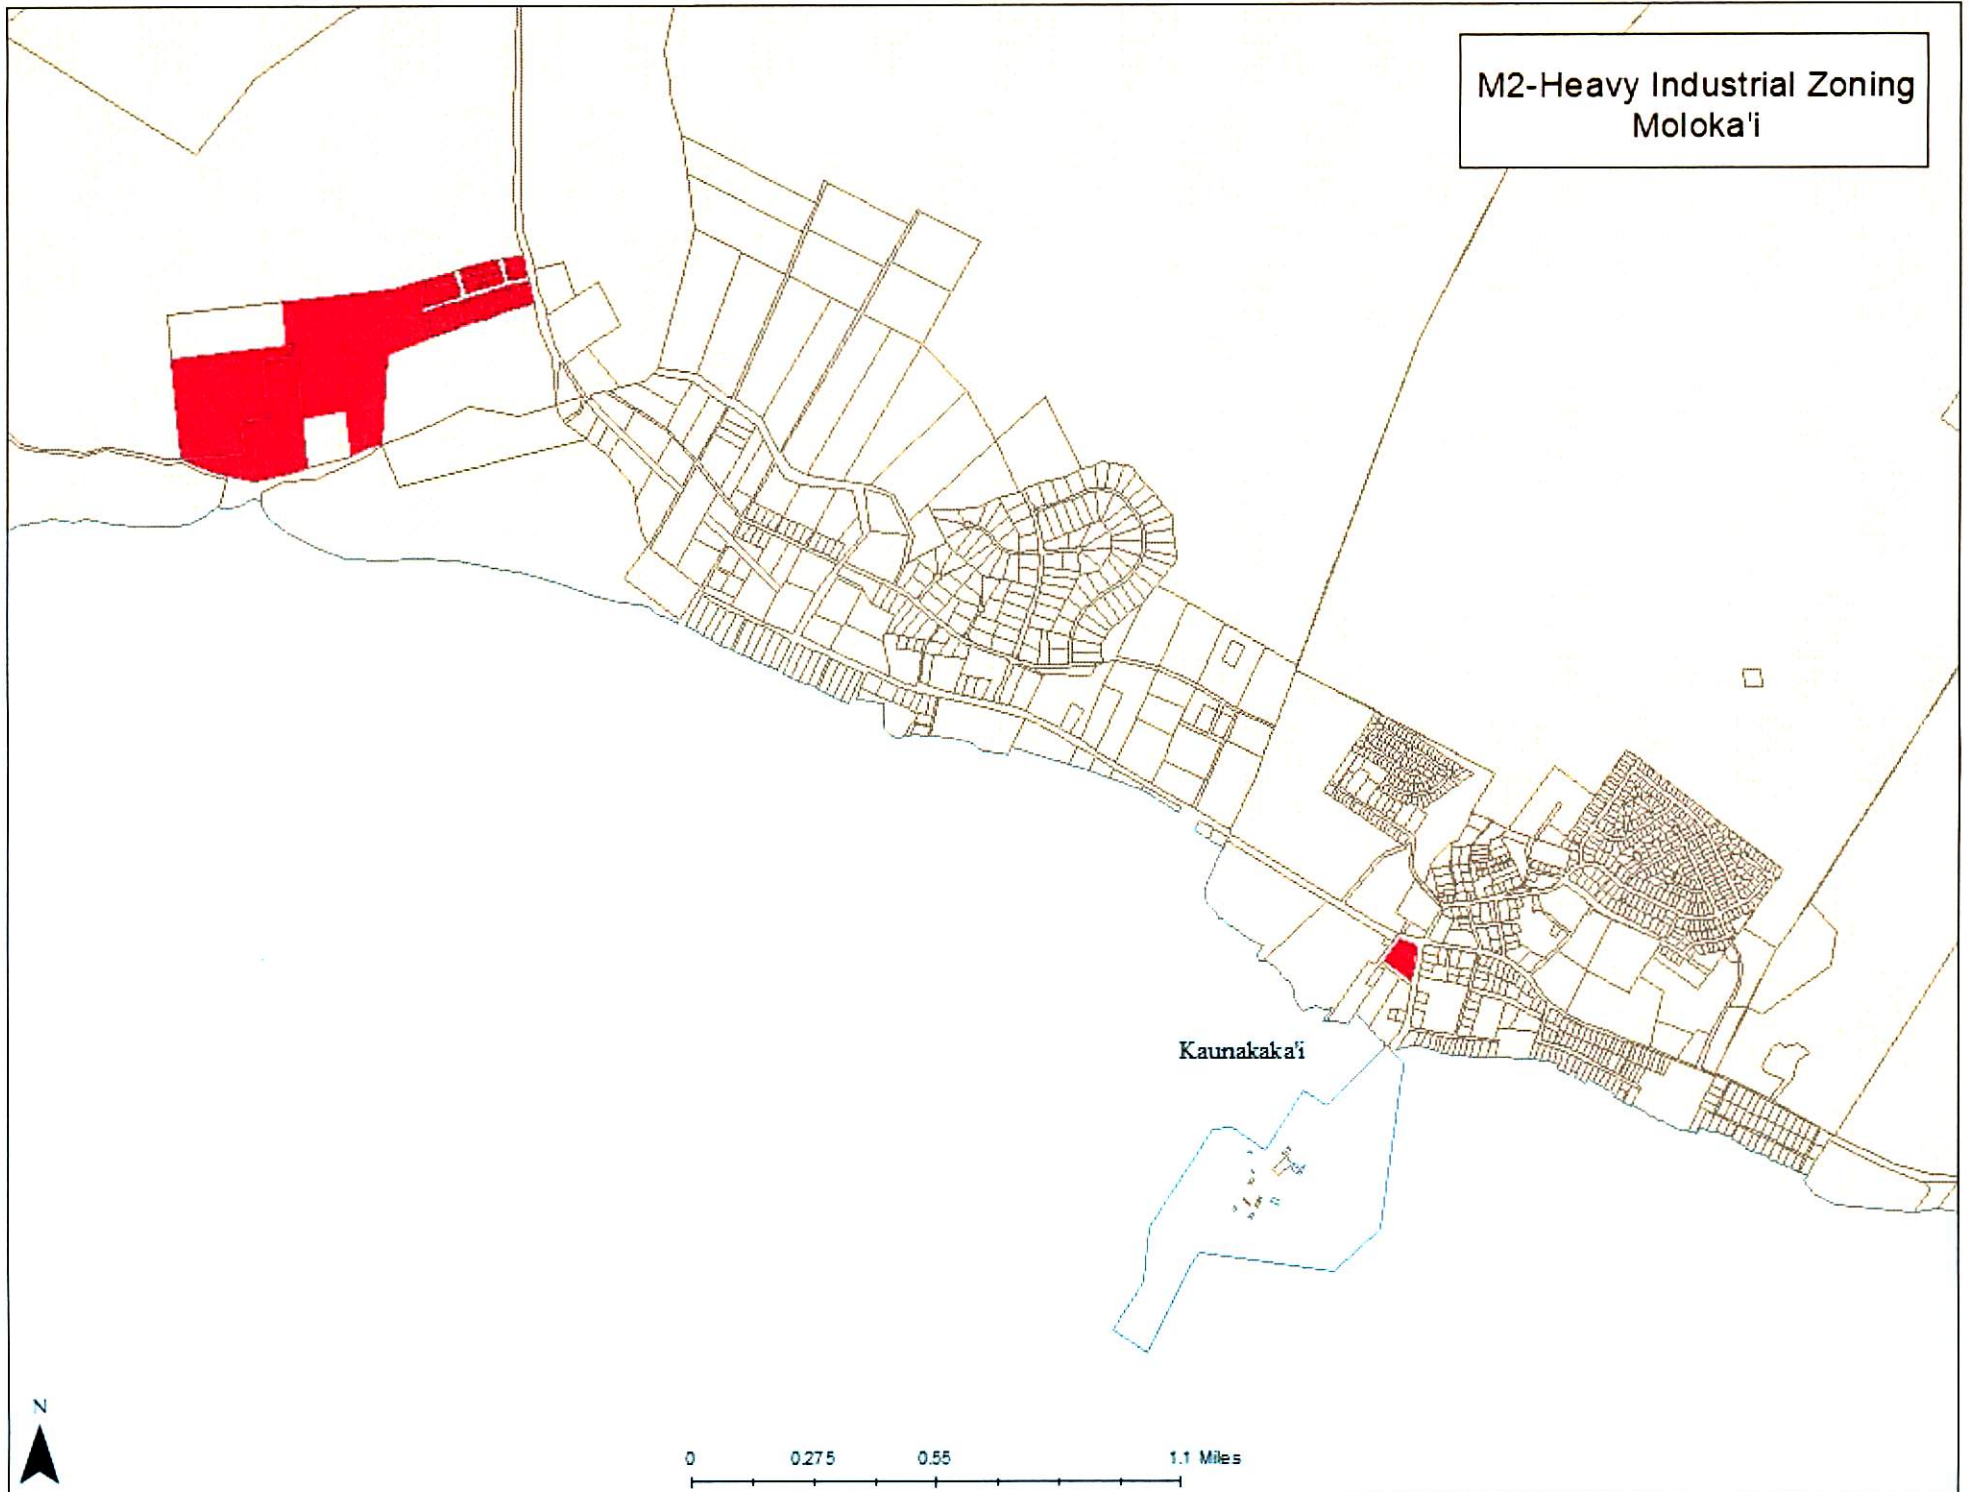 M2-Heavy Industrial Zoning
Moloka'i
Kaunakaka'i
N
0 0.275 0.55 1.1 Miles